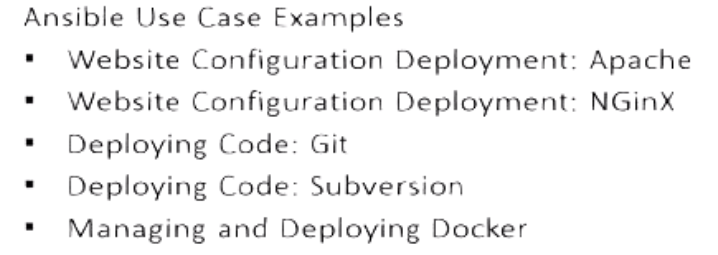 Ansible Use Case Examples
▪ Website Configuration Deployment: Apache
▪ Website Configuration Deployment: NGinX
▪ Deploying Code: Git
▪ Deploying Code: Subversion
▪ Managing and Deploying Docker